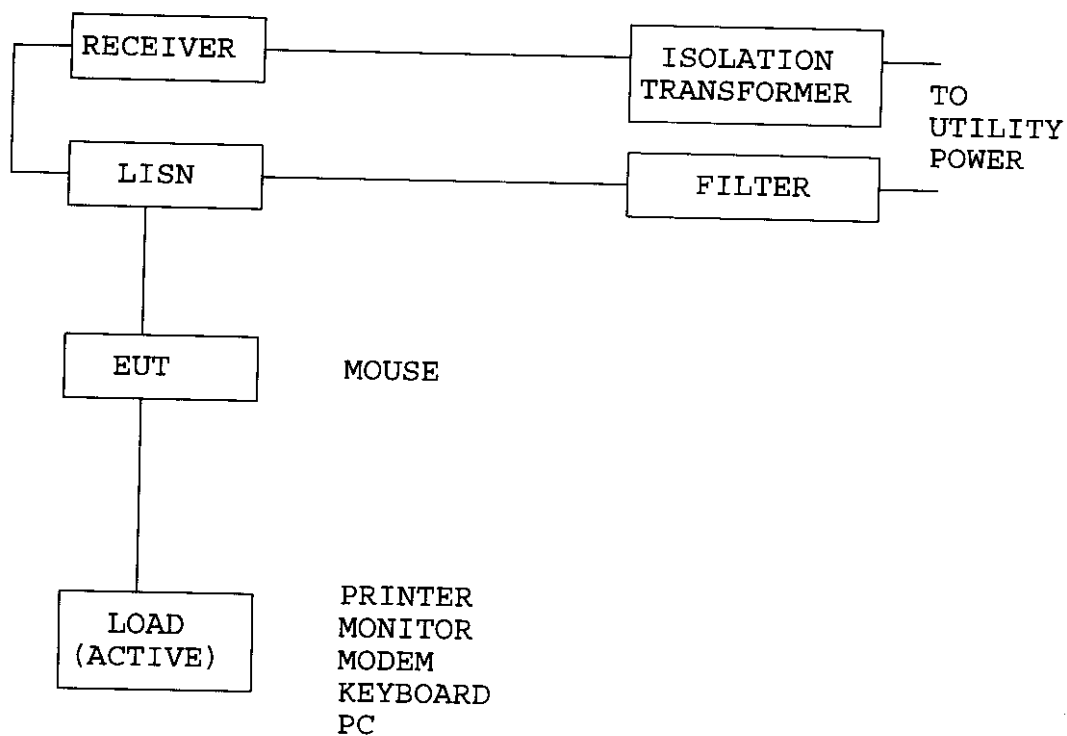 RECEIVER
ISOLATION
TRANSFORMER
TO
UTILITY
POWER
LISN
FILTER
EUT
MOUSE
LOAD
(ACTIVE)
PRINTER
MONITOR
MODEM
KEYBOARD
PC